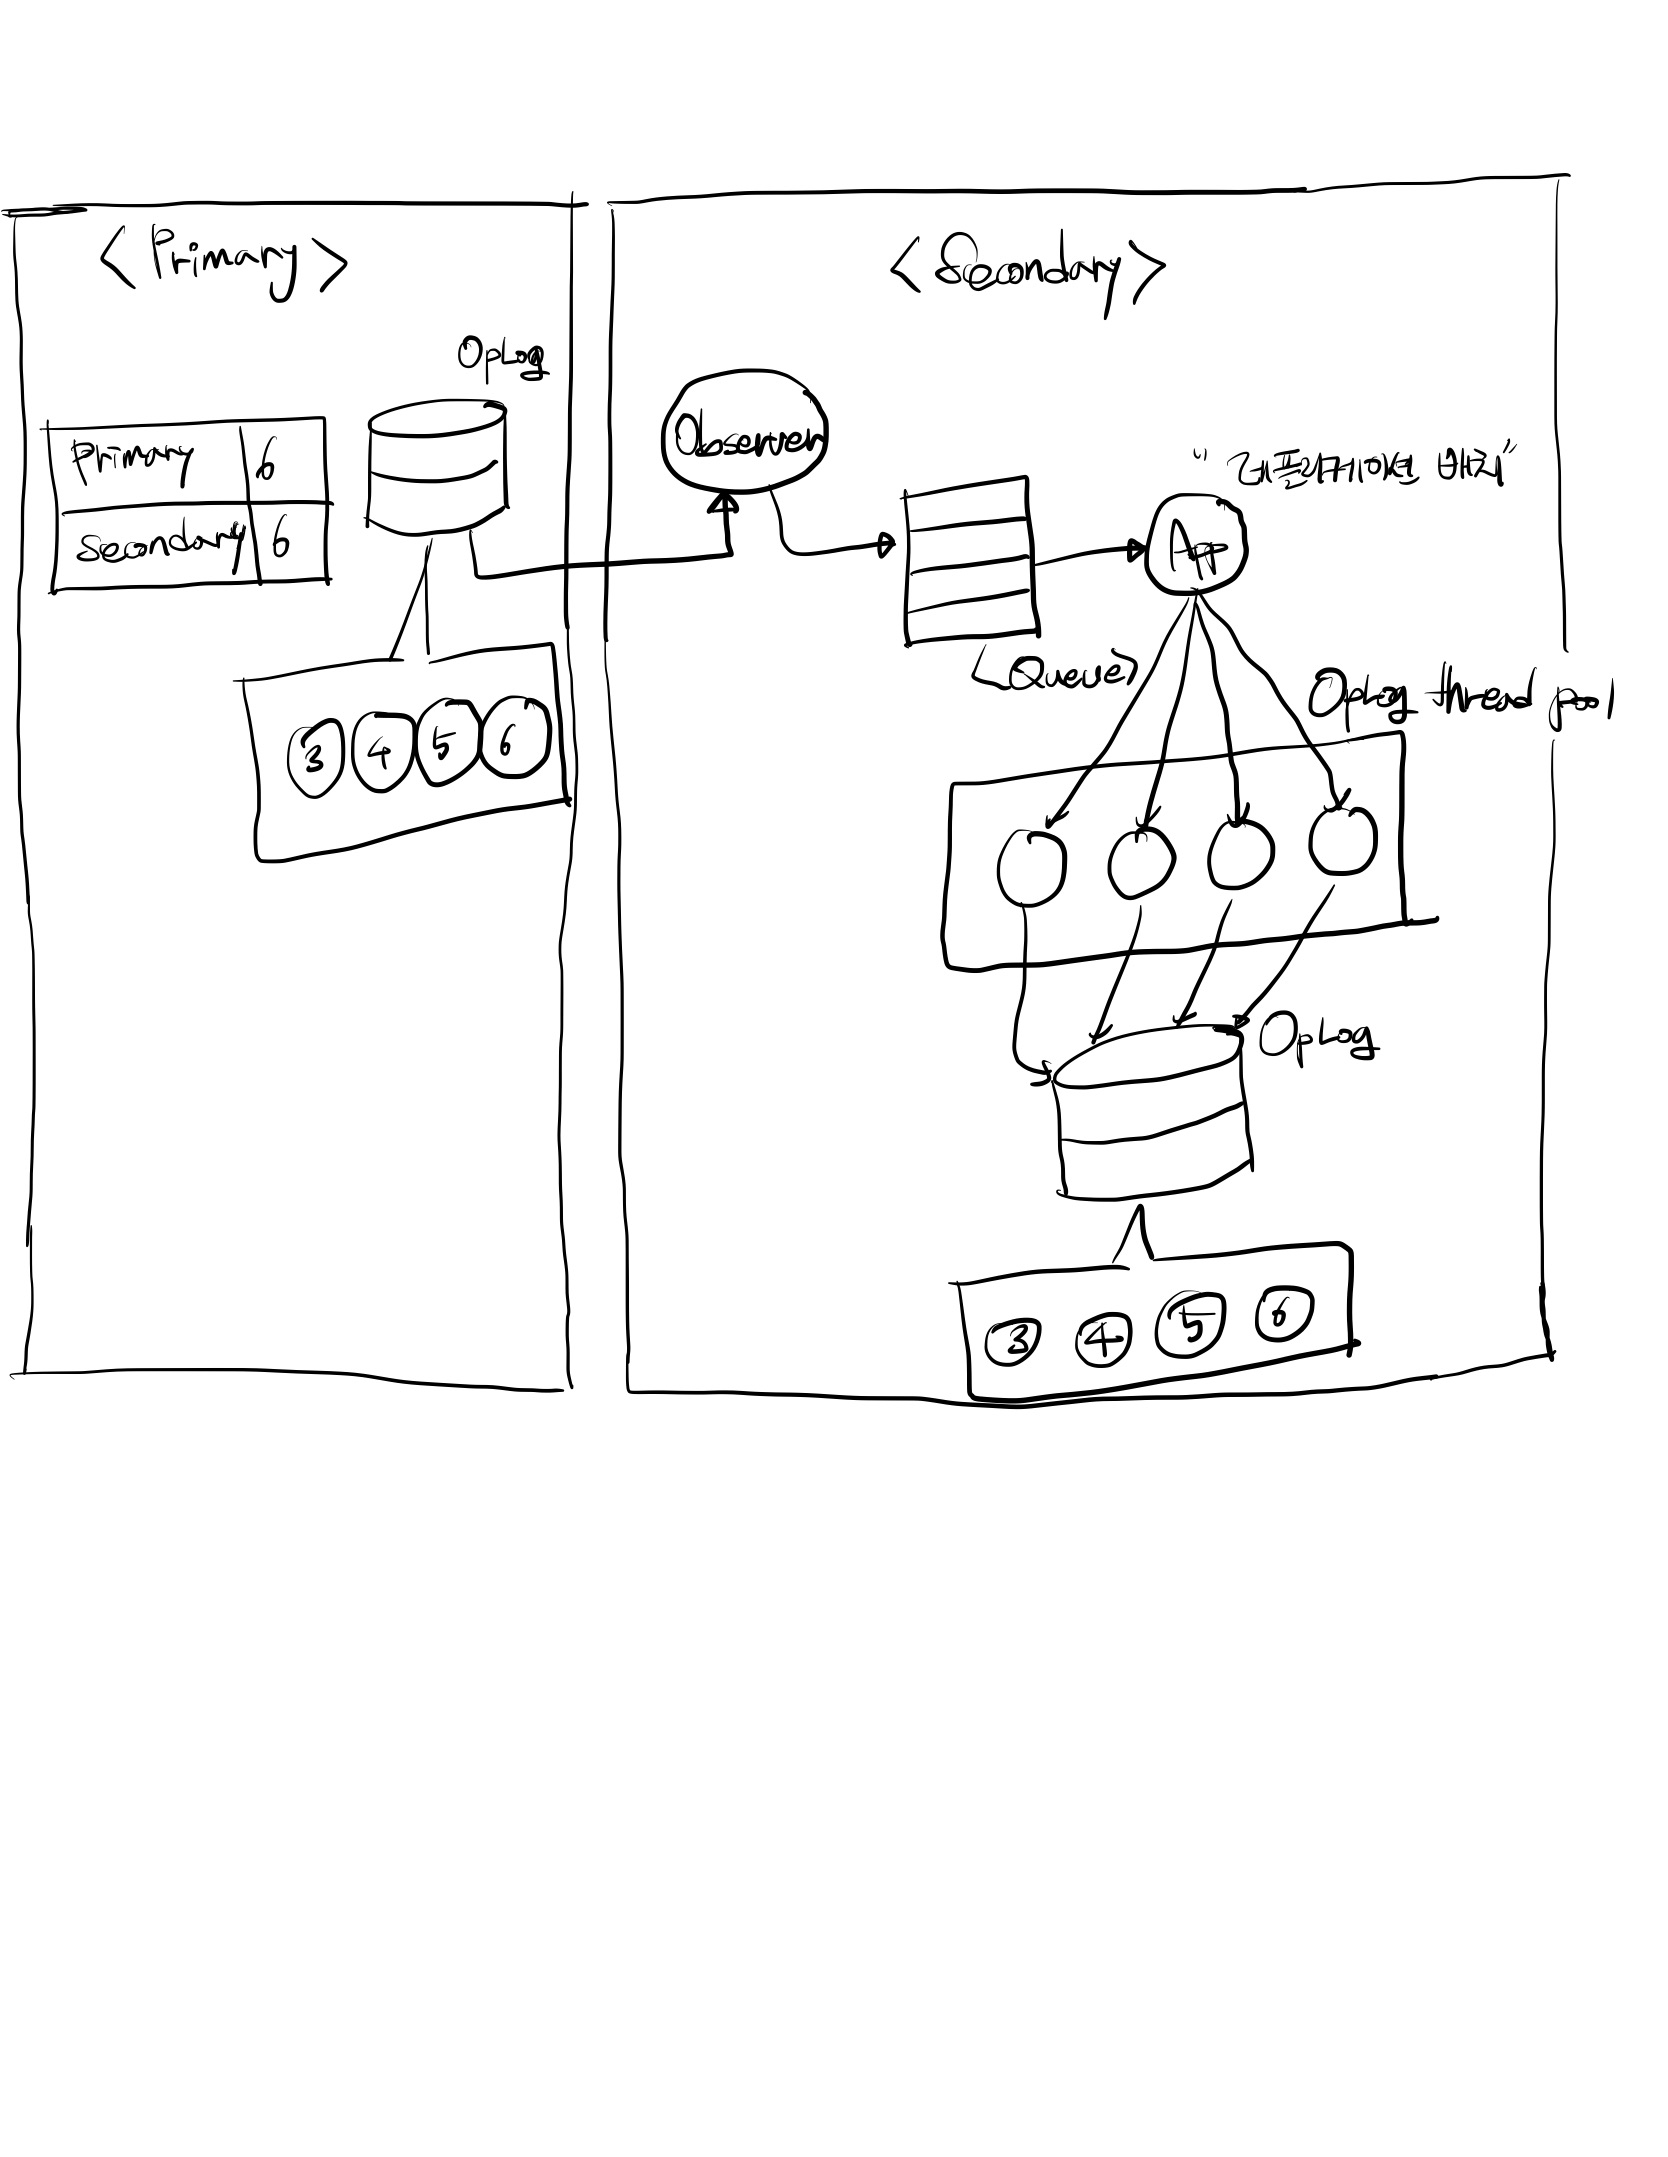 <Primary>
OpLog
Primary 6
Secondary 6
3 4 5 6
<Secondary>
Observer
"레플리케이션 배치"
App
<Queue>
OpLog thread pool
OpLog
3 4 5 6